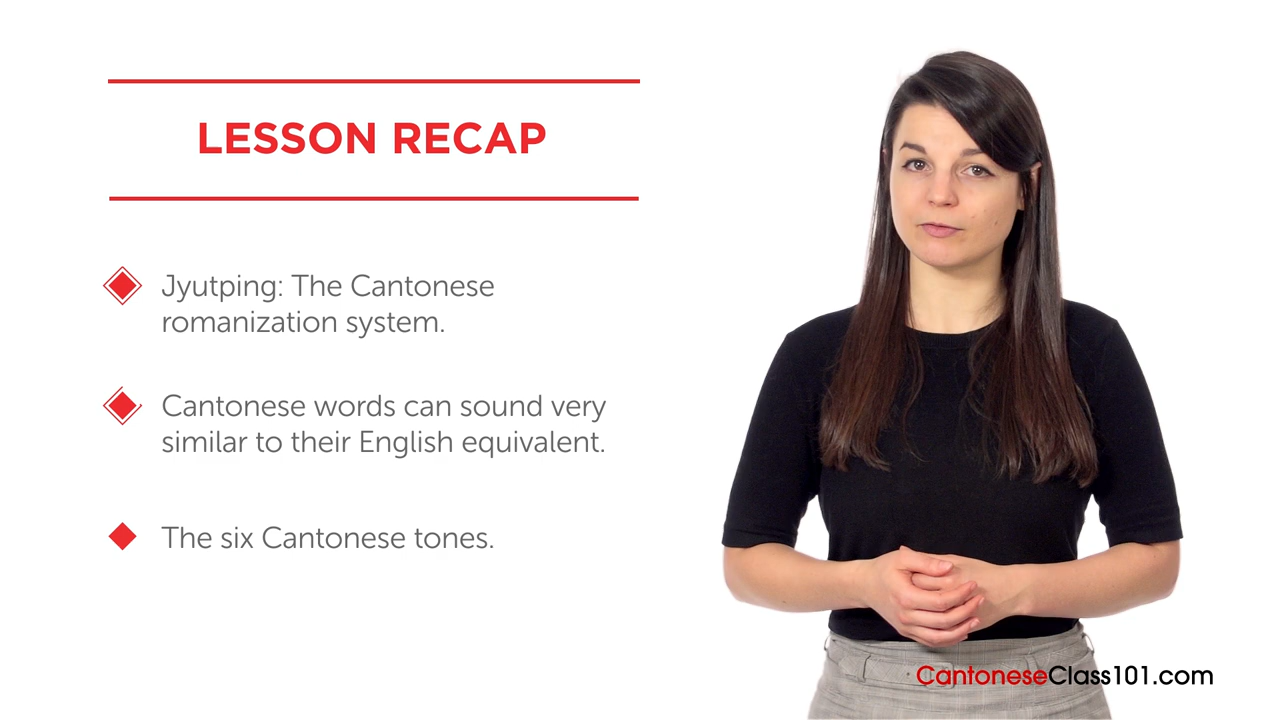 LESSON RECAP
Jyutping: The Cantonese
romanization system.
Cantonese words can sound very
similar to their English equivalent.
The six Cantonese tones.
CantoneseClass101.com